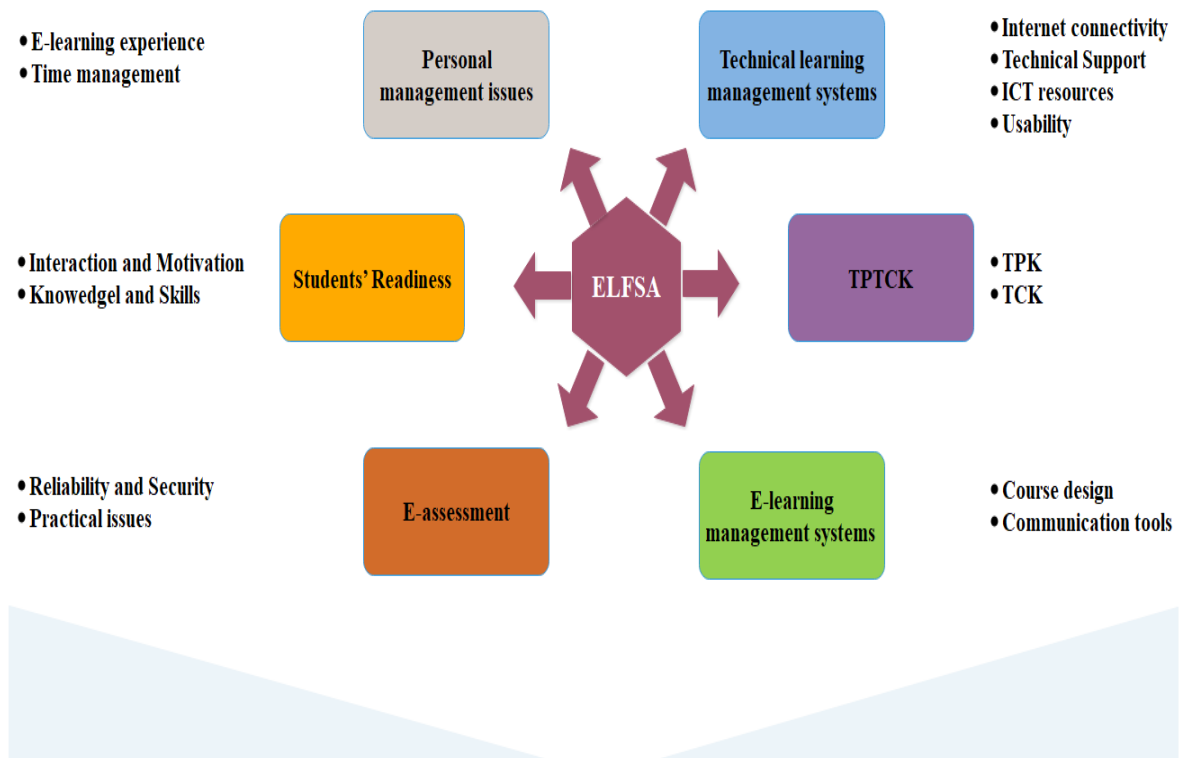 • E-learning experience
• Time management
Personal
management issues
Technical learning
management systems
• Internet connectivity
• Technical Support
• ICT resources
• Usability
• Interaction and Motivation
• Knowedgel and Skills
Students’ Readiness
ELFSA
TPTCK
• TPK
• TCK
• Reliability and Security
• Practical issues
E-assessment
E-learning
management systems
• Course design
• Communication tools